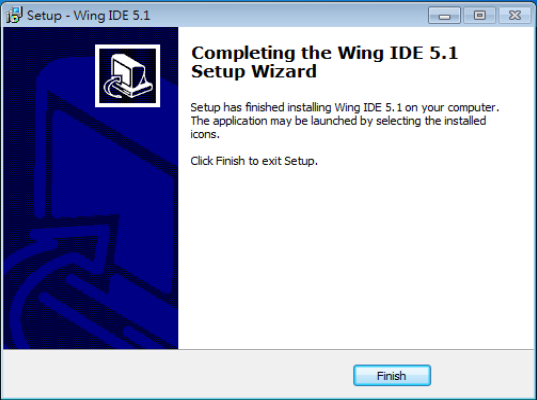 Setup - Wing IDE 5.1
Completing the Wing IDE 5.1
Setup Wizard
Setup has finished installing Wing IDE 5.1 on your computer.
The application may be launched by selecting the installed
icons.
Click Finish to exit Setup.
Finish